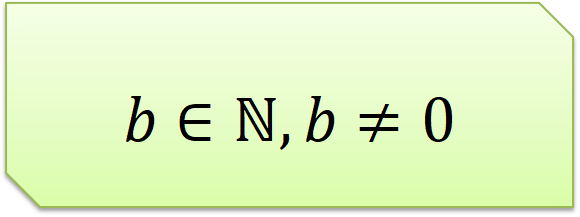 b ∈ ℕ, b ≠ 0